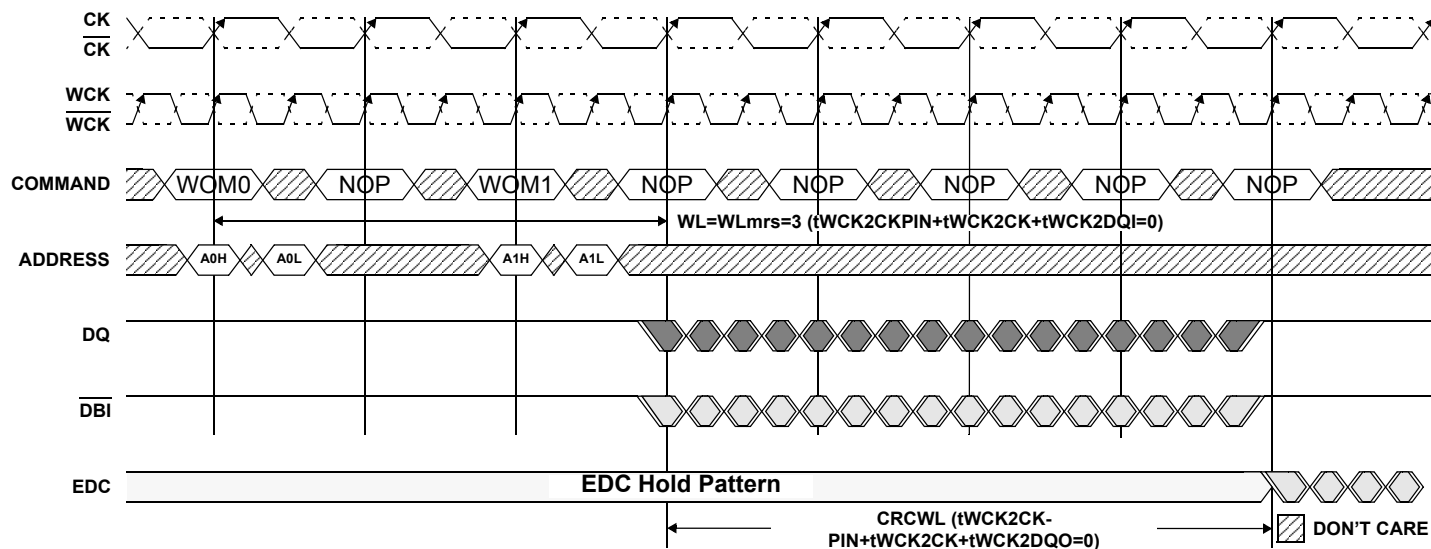 CK
CK
WCK
WCK
COMMAND WOM0 NOP WOM1 NOP NOP NOP NOP NOP
WL=WLmrs=3 (tWCK2CKPIN+tWCK2CK+tWCK2DQI=0)
ADDRESS A0H A0L A1H A1L
DQ
DBI
EDC EDC Hold Pattern
CRCWL (tWCK2CK-
PIN+tWCK2CK+tWCK2DQO=0)
DON'T CARE